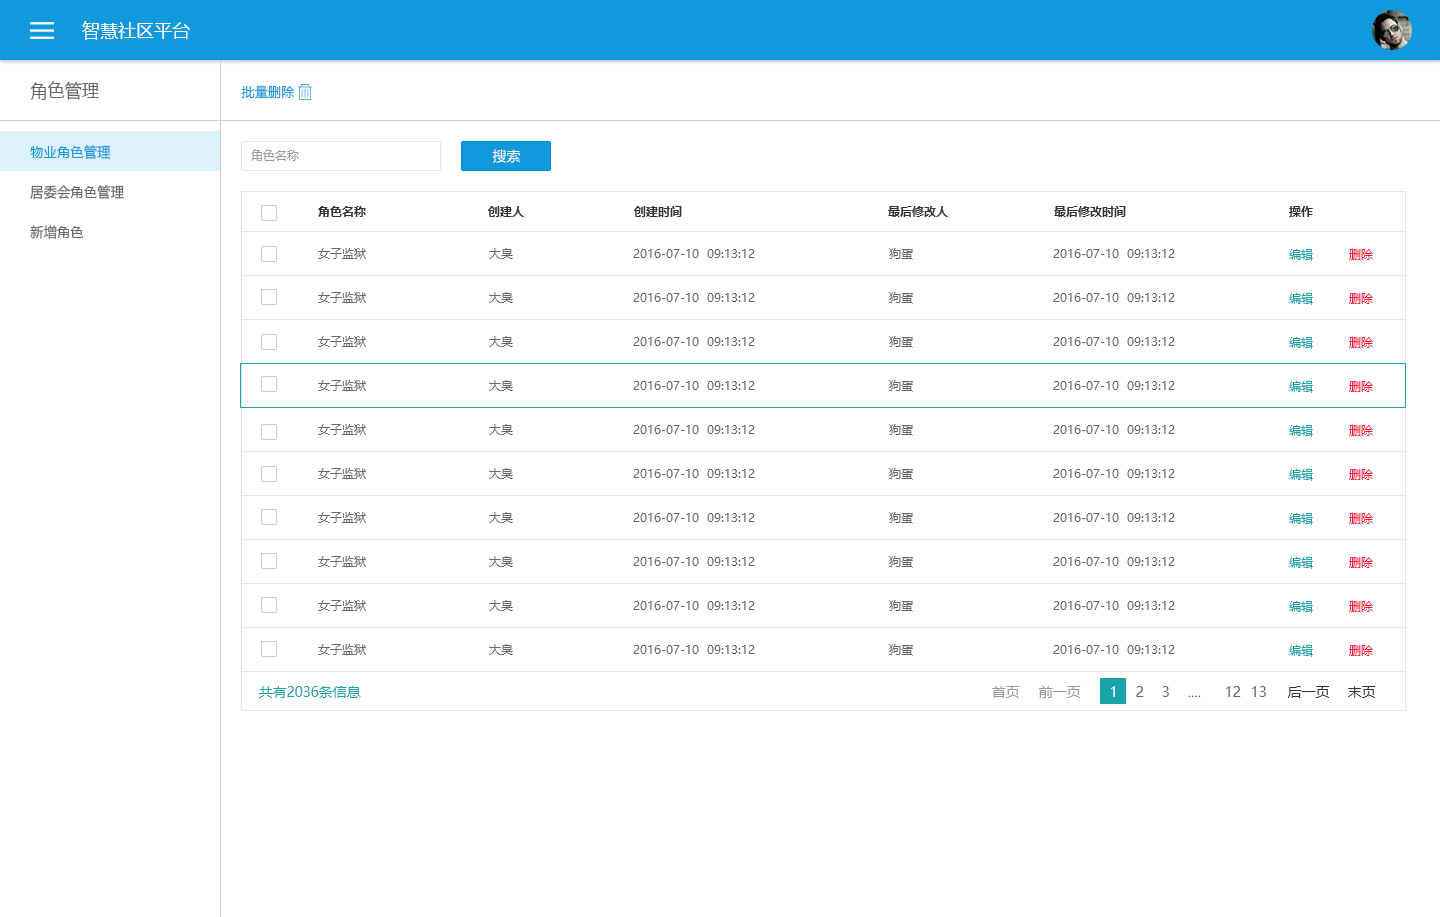 智慧社区平台
角色管理
批量删除
物业角色管理
居委会角色管理
新增角色
角色名称 搜索
角色名称 创建人 创建时间 最后修改人 最后修改时间 操作
女子监狱 大臭 2016-07-10 09:13:12 狗蛋 2016-07-10 09:13:12 编辑 删除
女子监狱 大臭 2016-07-10 09:13:12 狗蛋 2016-07-10 09:13:12 编辑 删除
女子监狱 大臭 2016-07-10 09:13:12 狗蛋 2016-07-10 09:13:12 编辑 删除
女子监狱 大臭 2016-07-10 09:13:12 狗蛋 2016-07-10 09:13:12 编辑 删除
女子监狱 大臭 2016-07-10 09:13:12 狗蛋 2016-07-10 09:13:12 编辑 删除
女子监狱 大臭 2016-07-10 09:13:12 狗蛋 2016-07-10 09:13:12 编辑 删除
女子监狱 大臭 2016-07-10 09:13:12 狗蛋 2016-07-10 09:13:12 编辑 删除
女子监狱 大臭 2016-07-10 09:13:12 狗蛋 2016-07-10 09:13:12 编辑 删除
女子监狱 大臭 2016-07-10 09:13:12 狗蛋 2016-07-10 09:13:12 编辑 删除
女子监狱 大臭 2016-07-10 09:13:12 狗蛋 2016-07-10 09:13:12 编辑 删除
共有2036条信息 首页 前一页 1 2 3 .... 12 13 后一页 末页